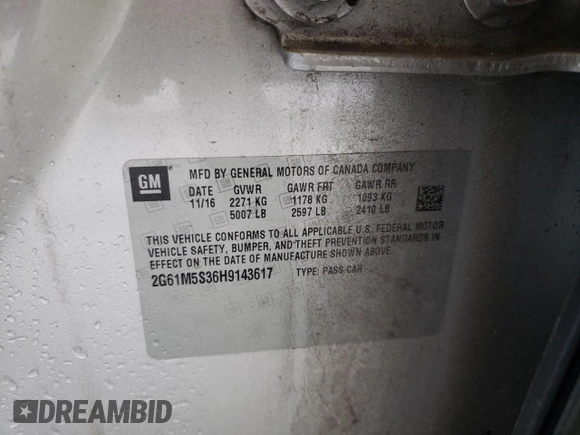 GM
MFD BY GENERAL MOTORS OF CANADA COMPANY
DATE GVWR GAWR FRT GAWR RR
11/16 2271 KG 1178 KG 1093 KG
5007 LB 2597 LB 2410 LB
THIS VEHICLE CONFORMS TO ALL APPLICABLE U.S. FEDERAL MOTOR
VEHICLE SAFETY, BUMPER, AND THEFT PREVENTION STANDARDS IN
EFFECT ON THE DATE OF MANUFACTURE SHOWN ABOVE.
2G61M5S36H9143617 TYPE: PASS CAR
DREAMBID